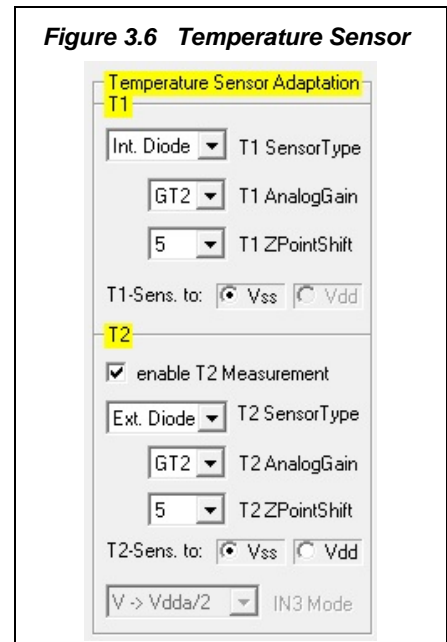 Figure 3.6 Temperature Sensor
Temperature Sensor Adaptation
T1
Int. Diode T1 SensorType
GT2 T1 AnalogGain
5 T1 ZPointShift
T1-Sens. to: Vss Vdd
T2
enable T2 Measurement
Ext. Diode T2 SensorType
GT2 T2 AnalogGain
5 T2 ZPointShift
T2-Sens. to: Vss Vdd
V -> Vdda/2 IN3 Mode